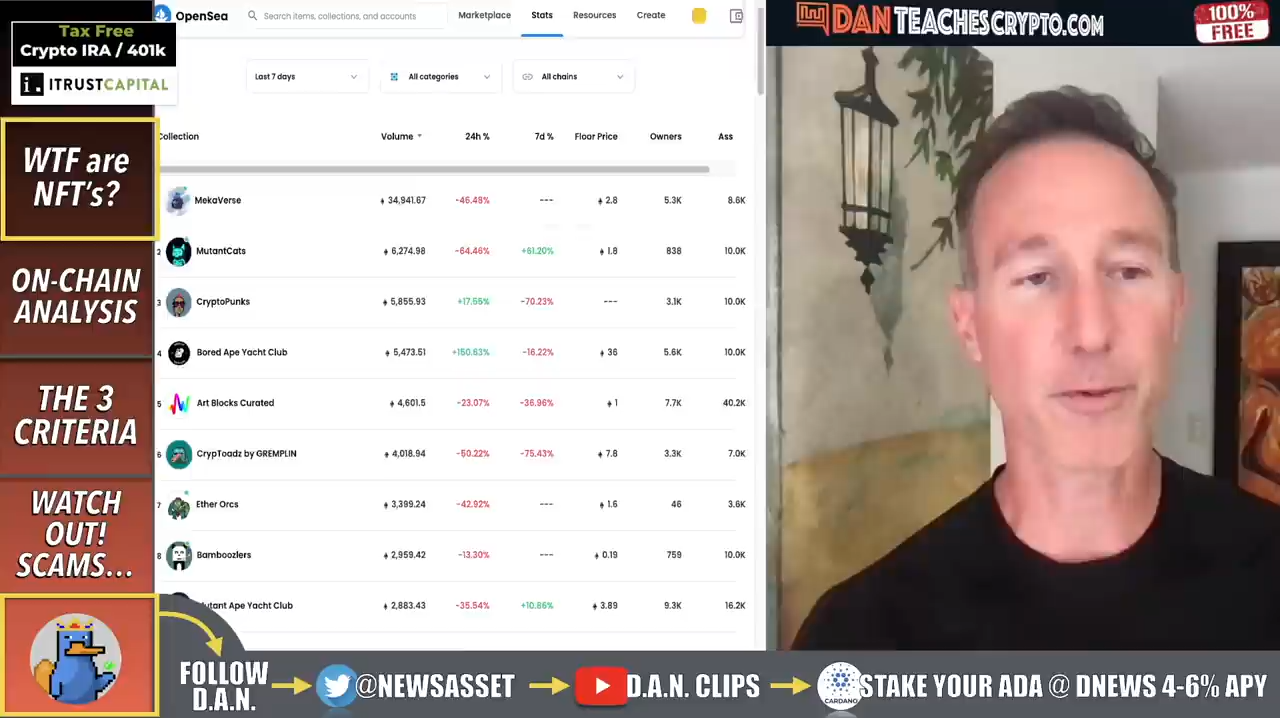 Tax Free
Crypto IRA / 401k
i. ITRUSTCAPITAL
WTF are
NFT's?
ON-CHAIN
ANALYSIS
THE 3
CRITERIA
WATCH
OUT!
SCAMS...
OpenSea
Search items, collections, and accounts
Marketplace Stats Resources Create
Last 7 days
All categories
All chains
Collection Volume 24h % 7d % Floor Price Owners Ass
MekaVerse 34,941.67 -46.48% --- 2.8 5.3K 8.6K
2 MutantCats 6,274.98 -64.46% +61.20% 1.8 838 10.0K
3 CryptoPunks 5,855.93 +17.55% -70.23% --- 3.1K 10.0K
4 Bored Ape Yacht Club 5,473.51 +150.63% -16.22% 36 5.6K 10.0K
5 Art Blocks Curated 4,601.5 -23.07% -36.96% 1 7.7K 40.2K
6 CrypToadz by GREMPLIN 4,018.94 -50.22% -75.43% 7.8 3.3K 7.0K
7 Ether Orcs 3,399.24 -42.92% --- 1.6 46 3.6K
8 Bamboozlers 2,959.42 -13.30% --- 0.19 759 10.0K
utant Ape Yacht Club 2,883.43 -35.54% +10.86% 3.89 9.3K 16.2K
DANTEACHESCRYPTO.COM
100%
FREE
FOLLOW
D.A.N.
@NEWSASSET
D.A.N. CLIPS
CARDANO
STAKE YOUR ADA @ DNEWS 4-6% APY